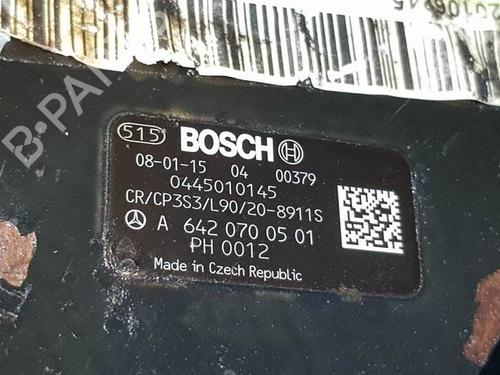 515 BOSCH
08-01-15 04 00379
0445010145
CR/CP3S3/L90/20-8911S
A 642 070 05 01
PH 0012
Made in Czech Republic